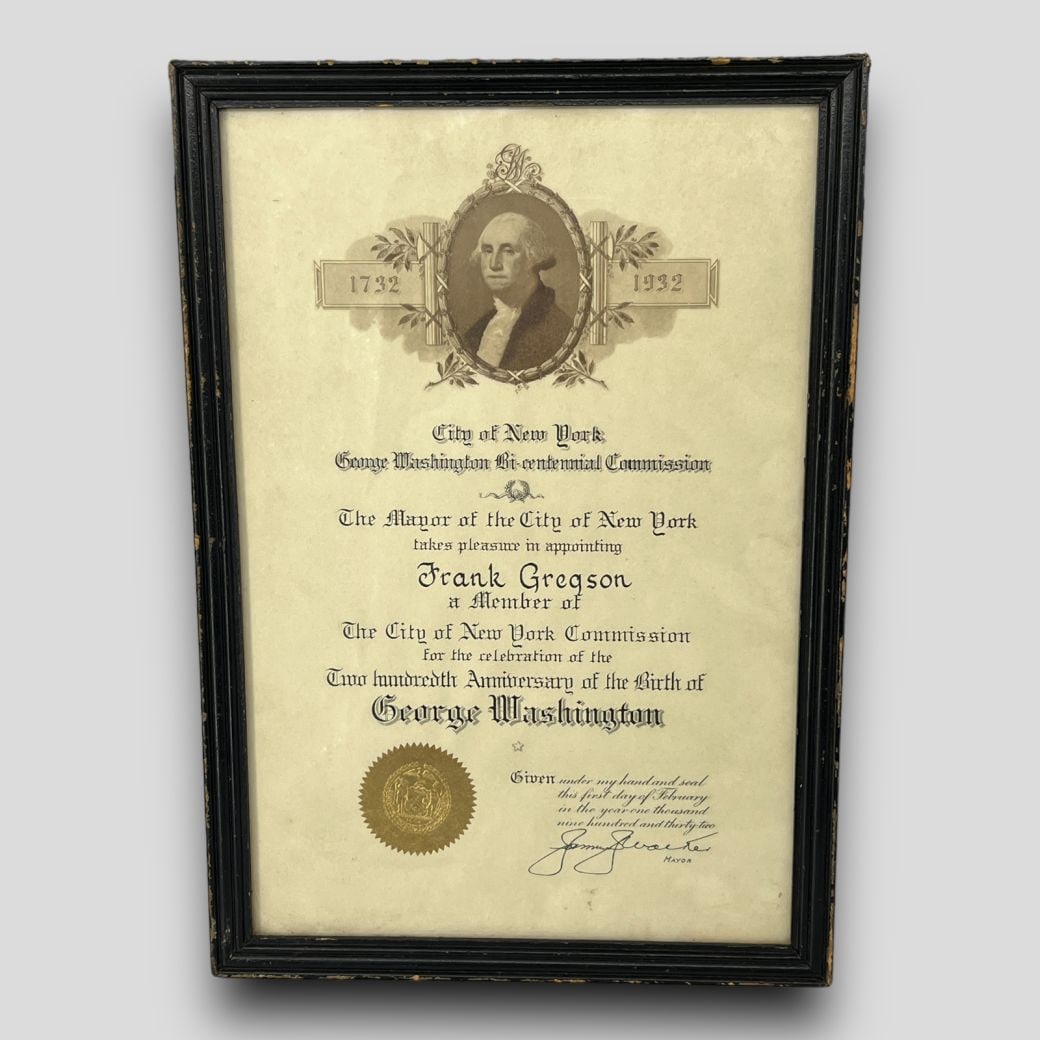 GW
1732
1932
City of New York
George Washington Bi-centennial Commission
The Mayor of the City of New York
takes pleasure in appointing
Frank Gregson
a Member of
The City of New York Commission
for the celebration of the
Two hundredth Anniversary of the Birth of
George Washington
Given under my hand and seal
this first day of February
in the year one thousand
nine hundred and thirty-two
James J Walker
MAYOR